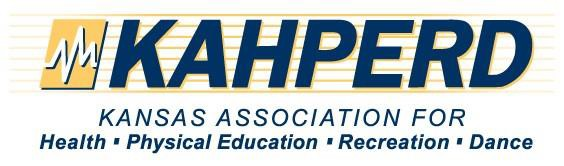 KAHPERD
KANSAS ASSOCIATION FOR
Health ▪ Physical Education ▪ Recreation ▪ Dance